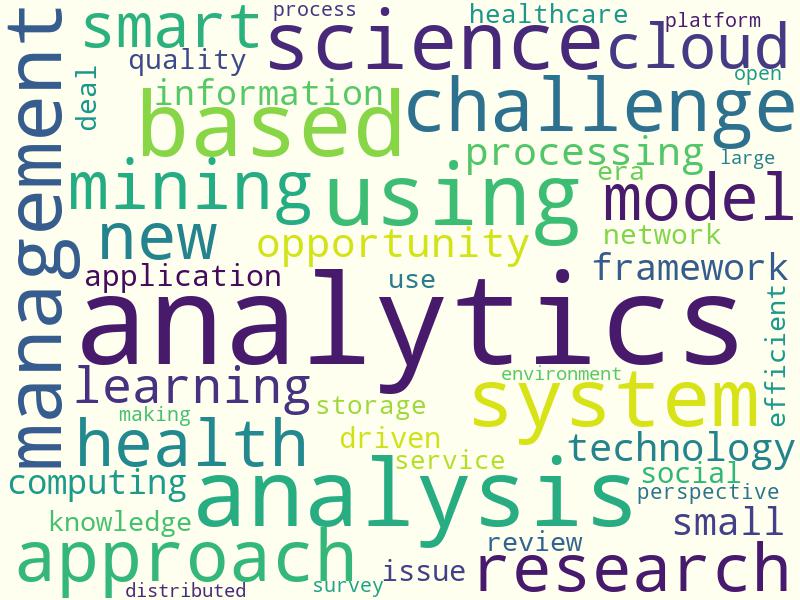 process
healthcare
platform
smart
science
cloud
quality
open
deal
information
based
challenge
management
processing
large
era
mining
using
model
new
opportunity
network
application
use
framework
analytics
efficient
learning
environment
system
storage
making
health
driven
service
technology
computing
analysis
social
perspective
knowledge
small
approach
review
issue
research
distributed
survey